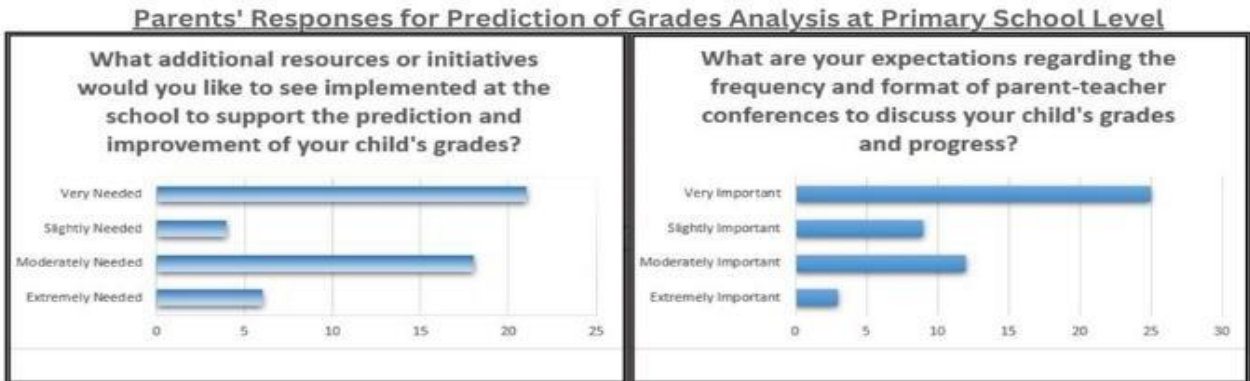 Parents' Responses for Prediction of Grades Analysis at Primary School Level
What additional resources or initiatives
would you like to see implemented at the
school to support the prediction and
improvement of your child's grades?
Very Needed
Slightly Needed
Moderately Needed
Extremely Needed
0 5 10 15 20 25
What are your expectations regarding the
frequency and format of parent-teacher
conferences to discuss your child's grades
and progress?
Very Important
Slightly Important
Moderately Important
Extremely Important
0 5 10 15 20 25 30